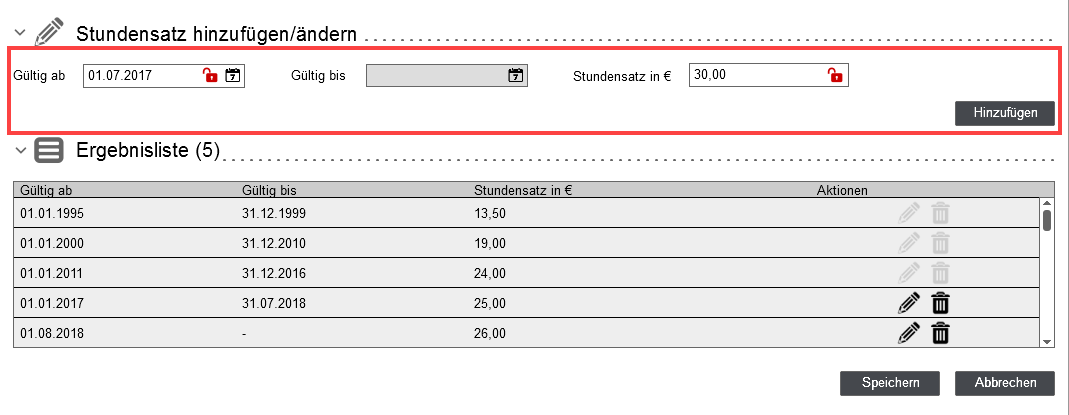 Stundensatz hinzufügen/ändern
Gültig ab 01.07.2017 7 Gültig bis 7 Stundensatz in € 30,00
Hinzufügen
Ergebnisliste (5)
Gültig ab Gültig bis Stundensatz in € Aktionen
01.01.1995 31.12.1999 13,50
01.01.2000 31.12.2010 19,00
01.01.2011 31.12.2016 24,00
01.01.2017 31.07.2018 25,00
01.08.2018 - 26,00
Speichern Abbrechen